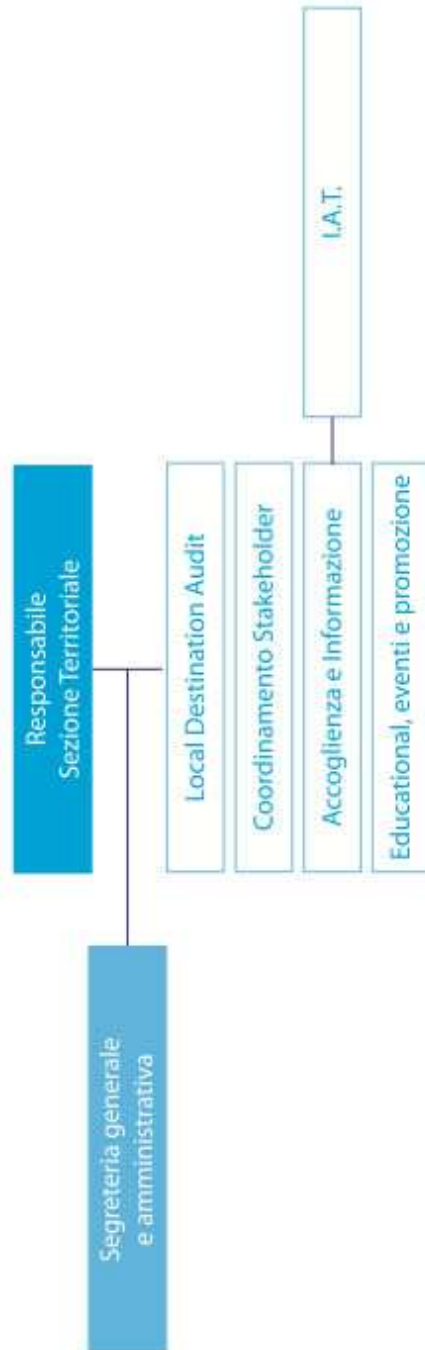 Responsabile
Sezione Territoriale
Segreteria generale
e amministrativa
Local Destination Audit
Coordinamento Stakeholder
Accoglienza e Informazione
I.A.T.
Educational, eventi e promozione